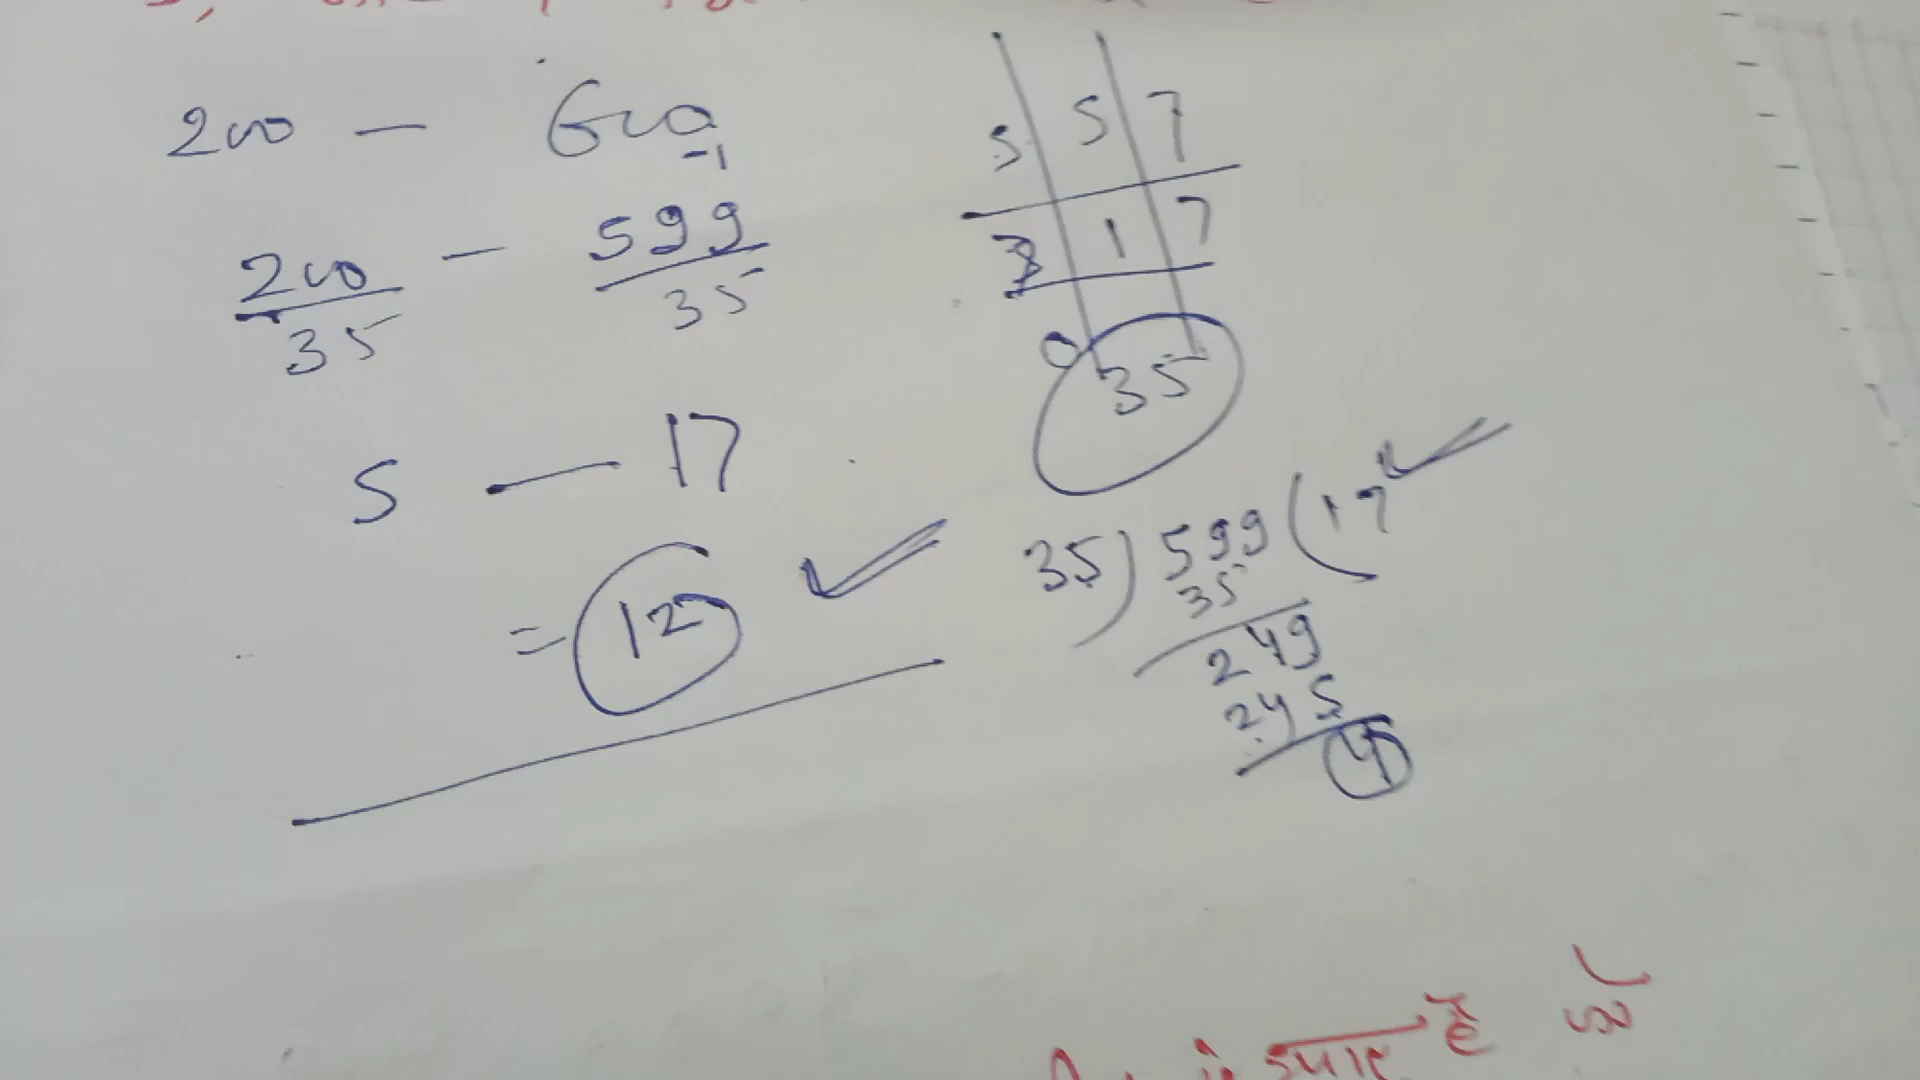 200 — 600
-1
200/35 — 599/35
5 — 17
= 12
5 | 5 7
7 | 1 7
0 35
35 ) 599 ( 17
35
249
245
4